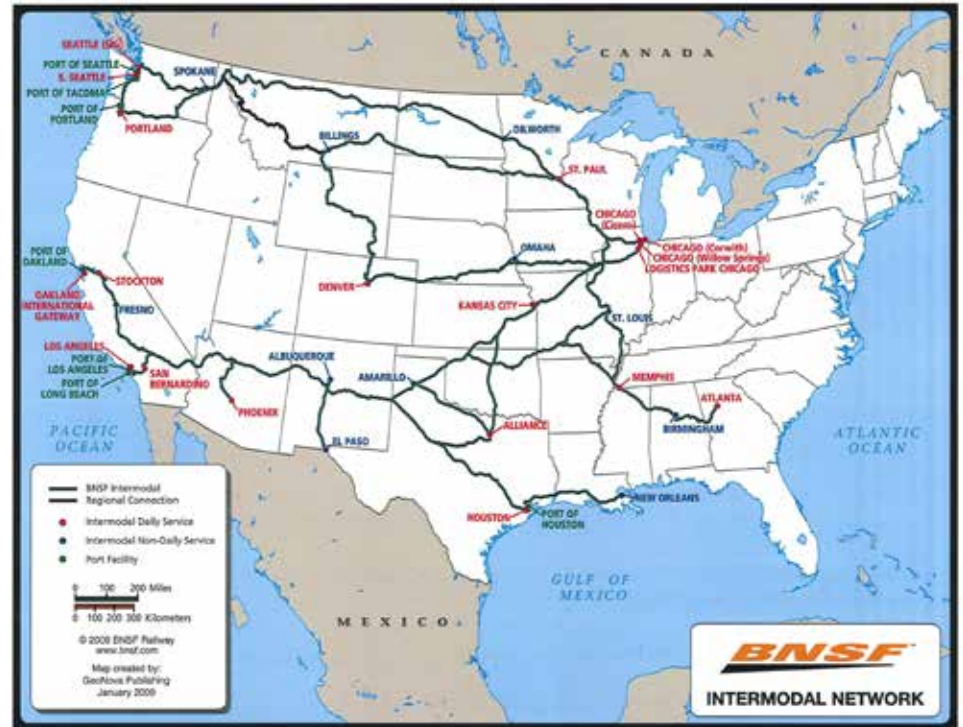 CANADA
SEATTLE (SIG)
PORT OF SEATTLE
S. SEATTLE
PORT OF TACOMA
PORT OF
PORTLAND
PORTLAND
SPOKANE
BILLINGS
DILWORTH
ST. PAUL
CHICAGO
(Cicero)
CHICAGO (Corwith)
CHICAGO (Willow Springs)
LOGISTICS PARK CHICAGO
OMAHA
DENVER
KANSAS CITY
ST. LOUIS
PORT OF
OAKLAND
OAKLAND
INTERNATIONAL
GATEWAY
STOCKTON
FRESNO
LOS ANGELES
PORT OF
LOS ANGELES
PORT OF
LONG BEACH
SAN
BERNARDINO
PHOENIX
ALBUQUERQUE
AMARILLO
EL PASO
ALLIANCE
MEMPHIS
ATLANTA
BIRMINGHAM
HOUSTON
PORT OF
HOUSTON
NEW ORLEANS
PACIFIC
OCEAN
ATLANTIC
OCEAN
GULF OF
MEXICO
MEXICO
BNSF Intermodal
Regional Connection
Intermodal Daily Service
Intermodal Non-Daily Service
Port Facility
0 100 200 Miles
0 100 200 300 Kilometers
© 2009 BNSF Railway
www.bnsf.com
Map created by:
GeoNova Publishing
January 2009
BNSF
INTERMODAL NETWORK